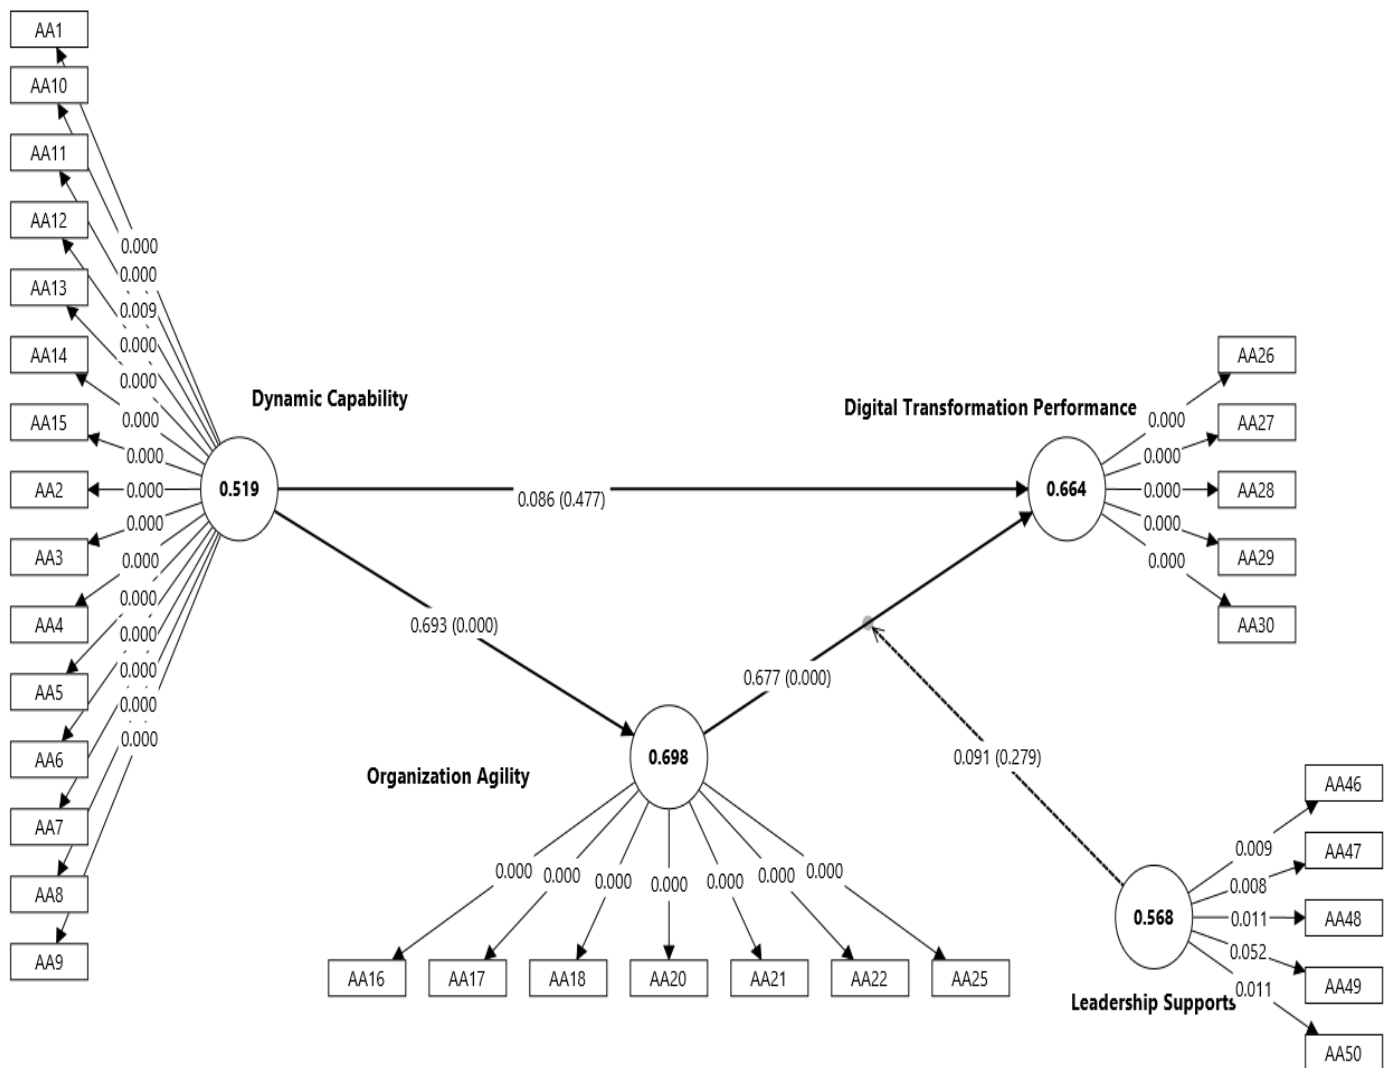 AA1
AA10
AA11
AA12
AA13
AA14
AA15
AA2
AA3
AA4
AA5
AA6
AA7
AA8
AA9
0.000
0.000
0.009
0.000
0.000
0.000
0.000
0.000
0.000
0.000
0.000
0.000
0.000
0.000
0.000
Dynamic Capability
0.519
0.086 (0.477)
0.693 (0.000)
Digital Transformation Performance
0.664
0.000
0.000
0.000
0.000
0.000
AA26
AA27
AA28
AA29
AA30
0.677 (0.000)
0.091 (0.279)
Organization Agility
0.698
0.000
0.000
0.000
0.000
0.000
0.000
0.000
AA16
AA17
AA18
AA20
AA21
AA22
AA25
0.568
Leadership Supports
0.009
0.008
0.011
0.052
0.011
AA46
AA47
AA48
AA49
AA50